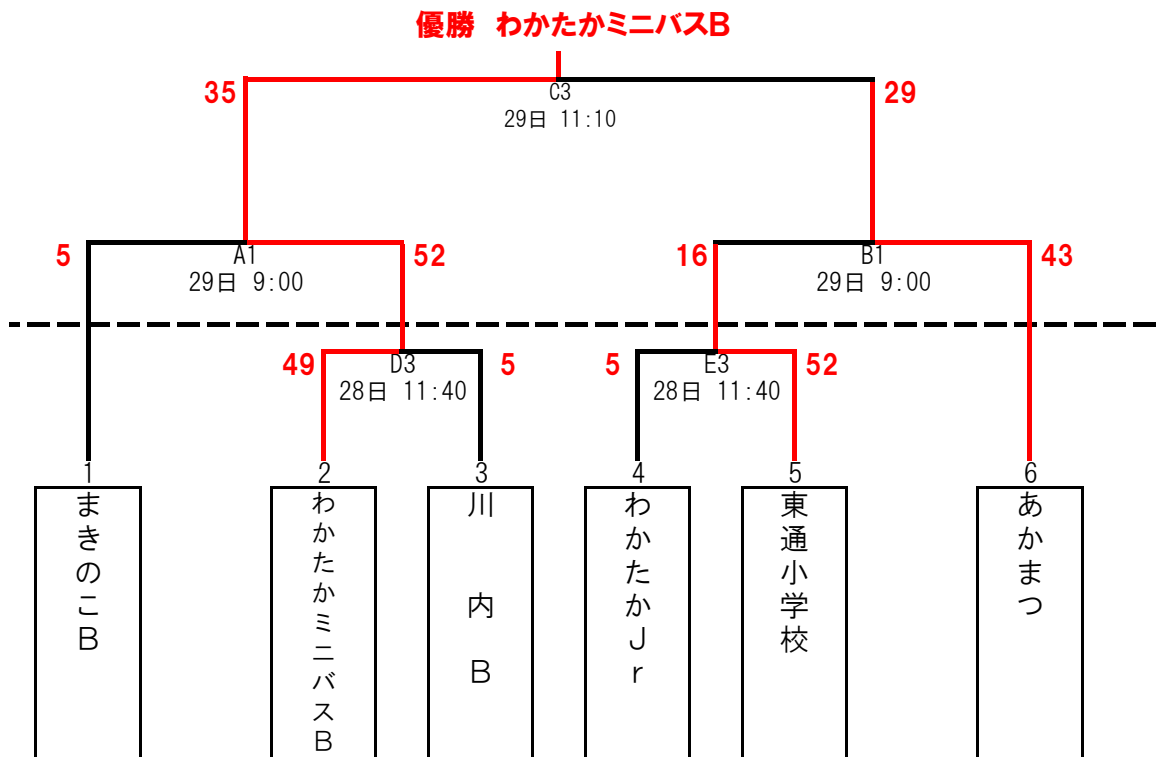 優勝 わかたかミニバスB
35
29
C3
29日 11:10
5
A1
52
29日 9:00
16
B1
43
29日 9:00
49
D3
5
28日 11:40
5
E3
52
28日 11:40
1
2
3
4
5
6
まきのこB
わかたかミニバスB
川内B
わかたかJr
東通小学校
あかまつ